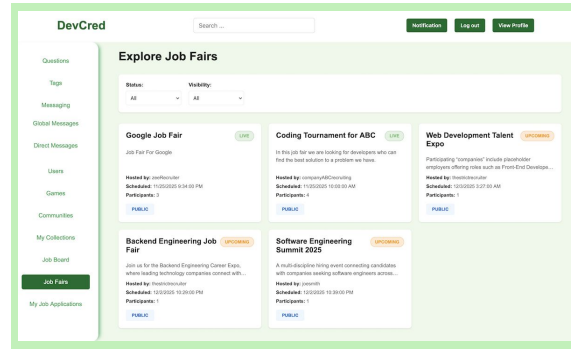 DevCred
Search ...
Notification
Log out
View Profile
Questions
Tags
Messaging
Global Messages
Direct Messages
Users
Games
Communities
My Collections
Job Board
Job Fairs
My Job Applications
Explore Job Fairs
Status:
Visibility:
All
All
Google Job Fair
LIVE
Job Fair For Google
Hosted by: zeeRecruiter
Scheduled: 11/25/2025 5:34:00 PM
Participants: 3
PUBLIC
Coding Tournament for ABC
LIVE
In this job fair we are looking for developers who can
find the best solution to a problem we have.
Hosted by: companyABCrecruiting
Scheduled: 11/25/2025 10:09:00 AM
Participants: 4
PUBLIC
Web Development Talent
Expo
UPCOMING
Participating "companies" include placeholder
employers offering roles such as Front-End Develope...
Hosted by:
Scheduled: 12/2/2025 3:27:00 AM
Participants: 1
PUBLIC
Backend Engineering Job
Fair
UPCOMING
Join us for the Backend Engineering Career Expo,
where leading technology companies connect with...
Hosted by:
Scheduled: 12/2/2025 10:29:00 PM
Participants: 1
PUBLIC
Software Engineering
Summit 2025
UPCOMING
A multi-discipline hiring event connecting candidates
with companies seeking software engineers across...
Hosted by: joesmith
Scheduled: 12/2/2025 10:39:00 PM
Participants: 1
PUBLIC